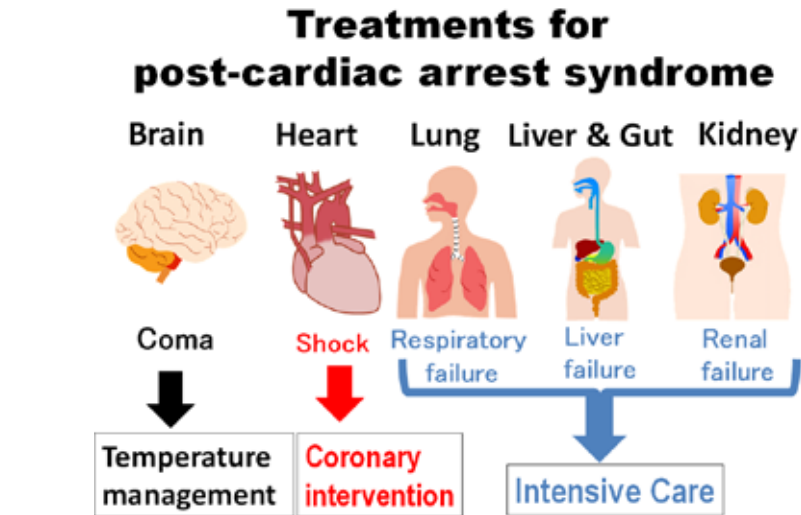 Treatments for
post-cardiac arrest syndrome
Brain Heart Lung Liver & Gut Kidney
Coma Shock Respiratory failure Liver failure Renal failure
Temperature management
Coronary intervention
Intensive Care